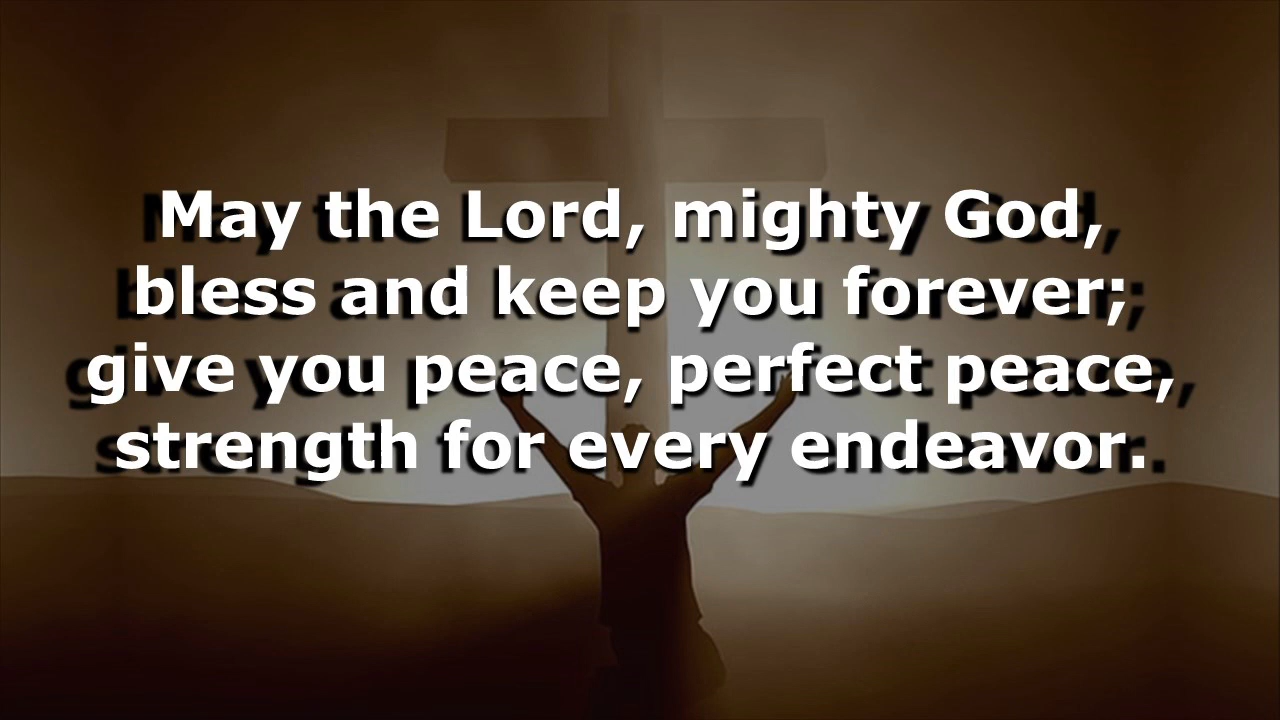 May the Lord, mighty God,
bless and keep you forever;
give you peace, perfect peace,
strength for every endeavor.